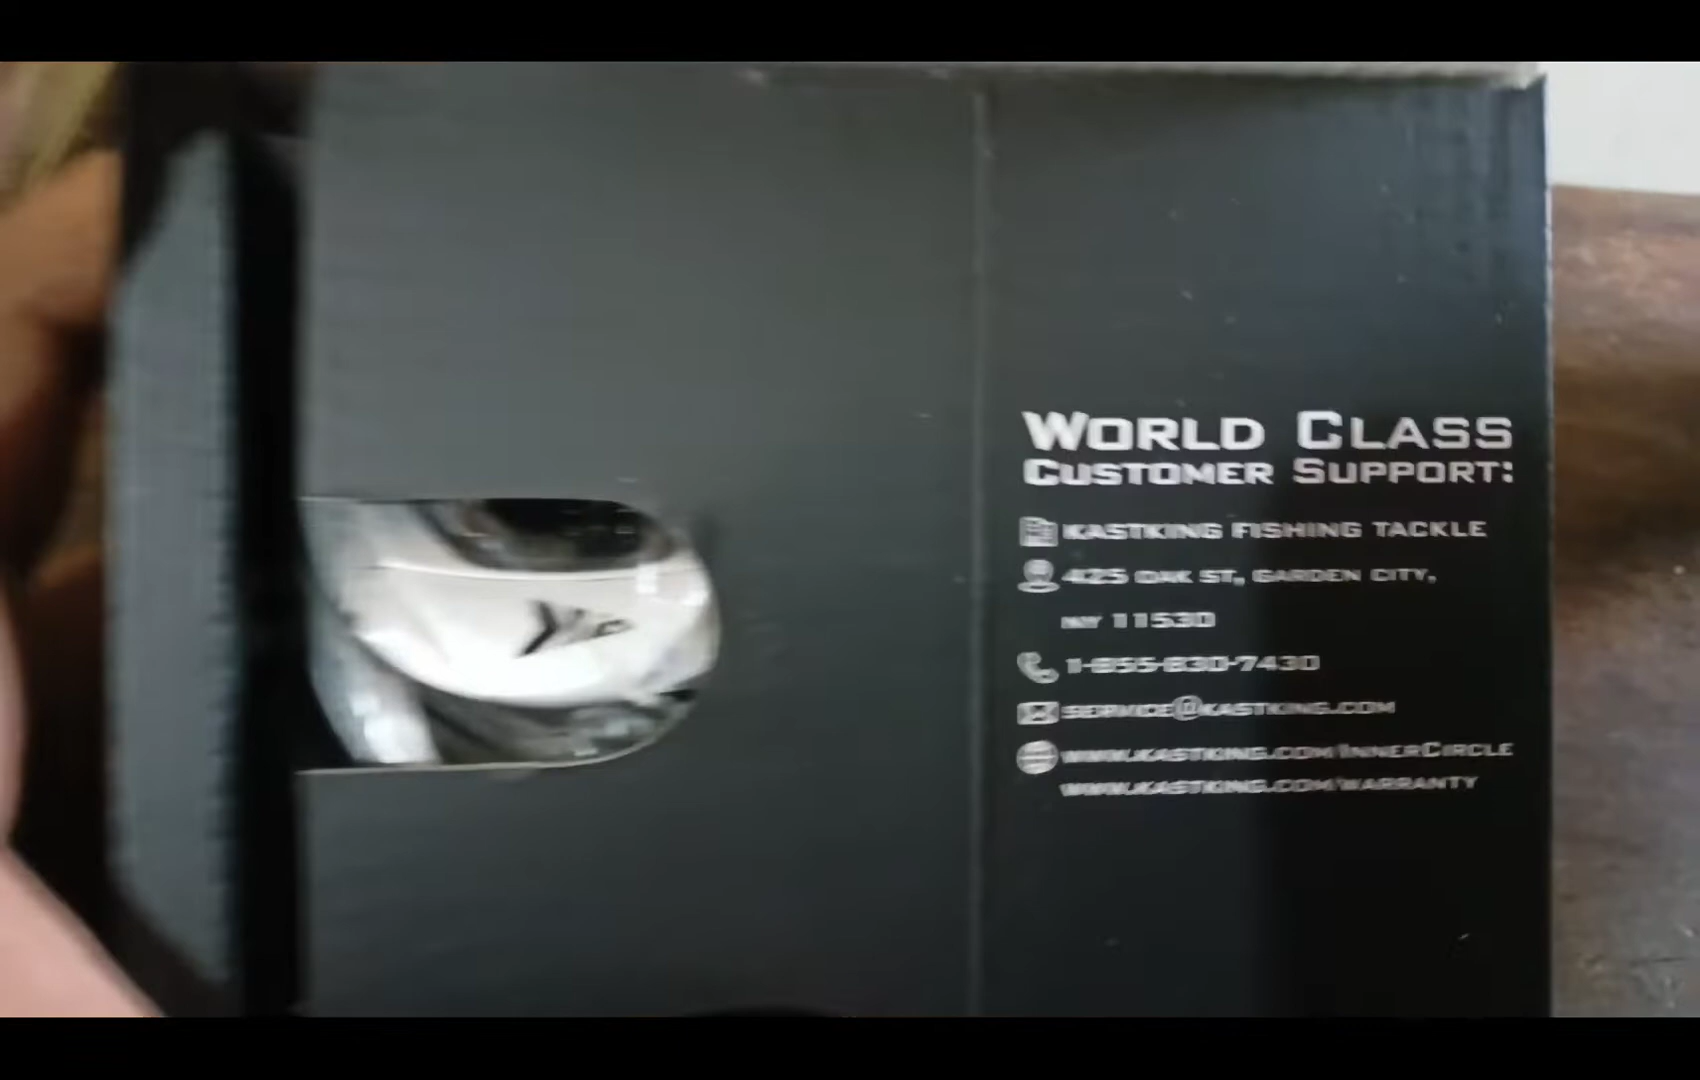 WORLD CLASS
CUSTOMER SUPPORT:
KASTKING FISHING TACKLE
425 OAK ST, GARDEN CITY,
NY 11530
1-855-830-7430
SERVICE@KASTKING.COM
WWW.KASTKING.COM/INNERCIRCLE
WWW.KASTKING.COM/WARRANTY